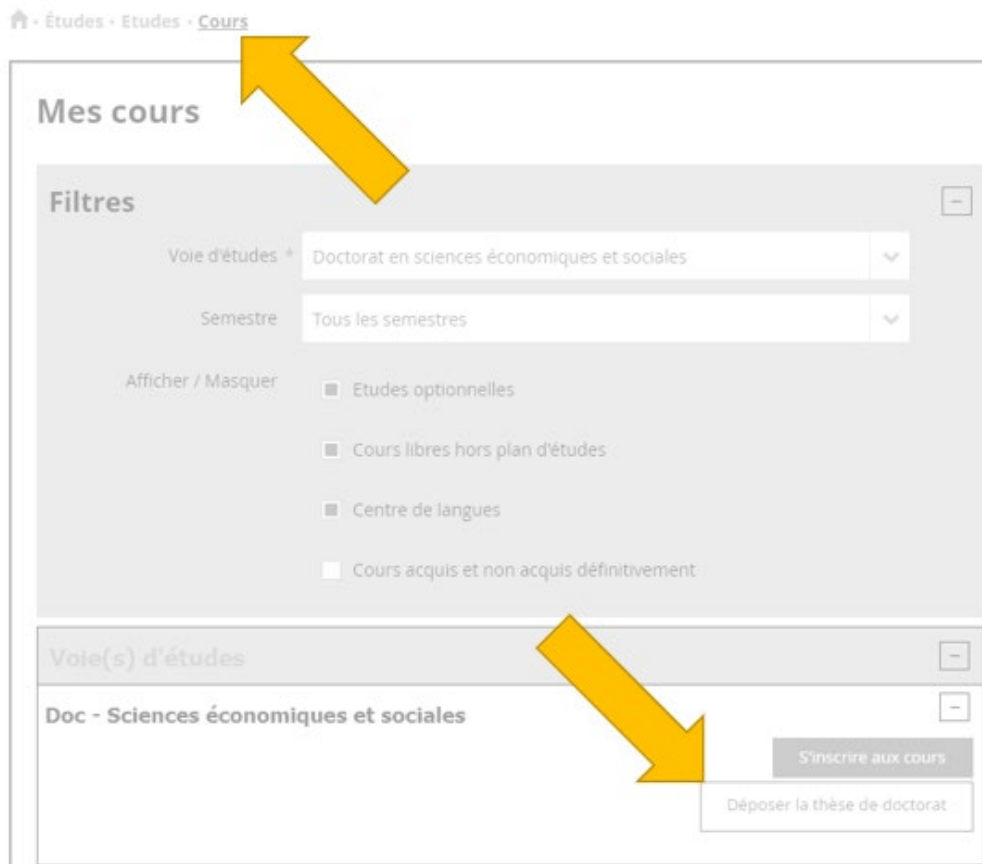 • Études • Etudes • Cours
Mes cours
Filtres
Voie d'études * Doctorat en sciences économiques et sociales
Semestre Tous les semestres
Afficher / Masquer Etudes optionnelles
Cours libres hors plan d'études
Centre de langues
Cours acquis et non acquis définitivement
Voie(s) d'études
Doc - Sciences économiques et sociales
S'inscrire aux cours
Déposer la thèse de doctorat